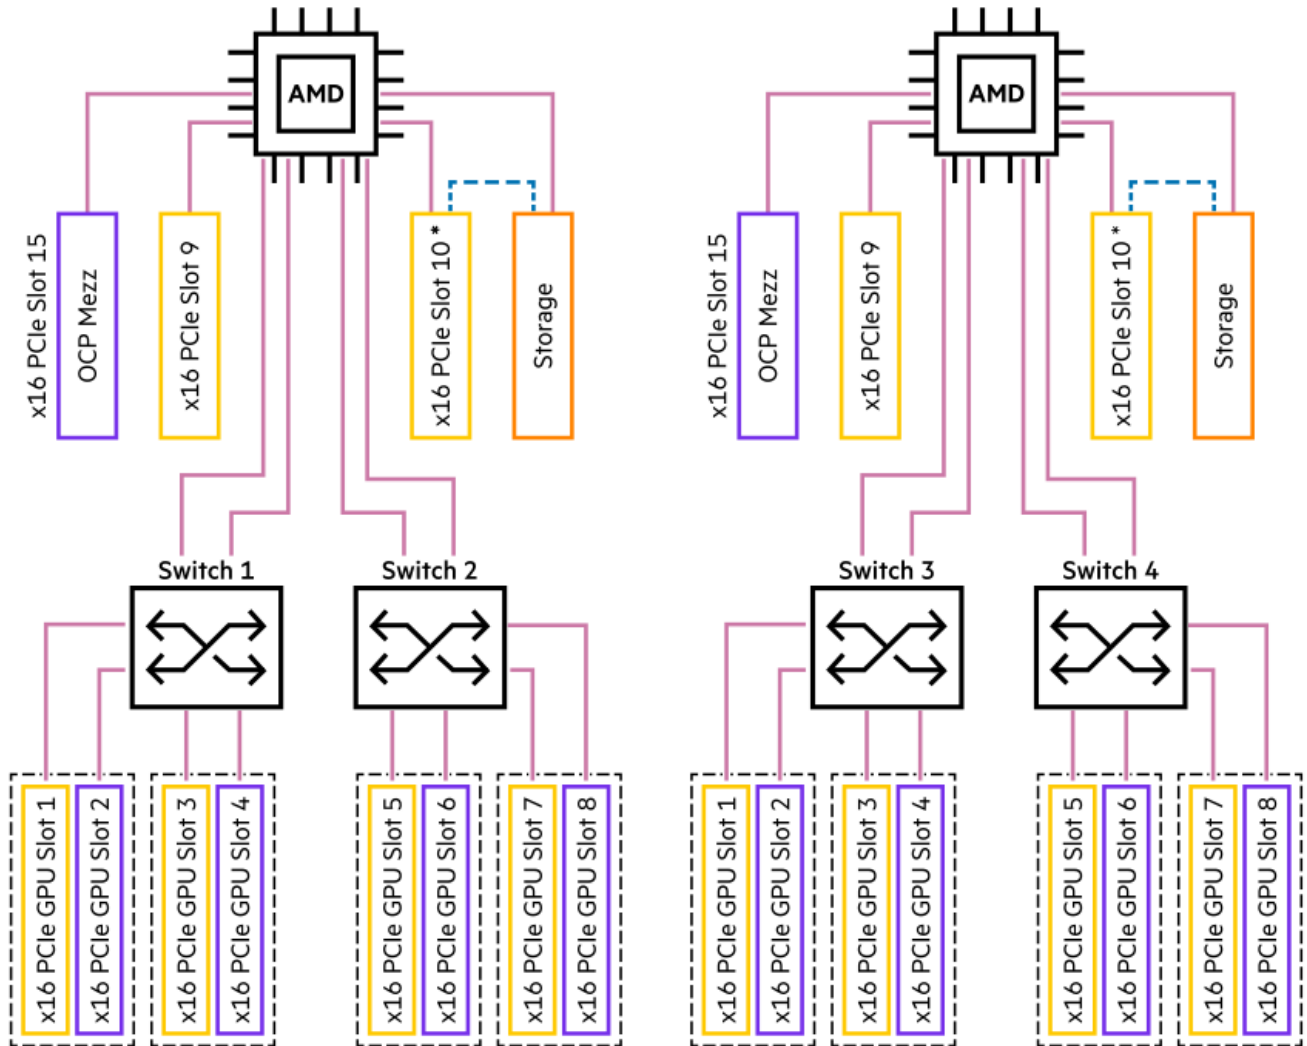 AMD
AMD
x16 PCIe Slot 15
OCP Mezz
x16 PCIe Slot 9
x16 PCIe Slot 10 *
Storage
x16 PCIe Slot 15
OCP Mezz
x16 PCIe Slot 9
x16 PCIe Slot 10 *
Storage
Switch 1
Switch 2
Switch 3
Switch 4
x16 PCIe GPU Slot 1
x16 PCIe GPU Slot 2
x16 PCIe GPU Slot 3
x16 PCIe GPU Slot 4
x16 PCIe GPU Slot 5
x16 PCIe GPU Slot 6
x16 PCIe GPU Slot 7
x16 PCIe GPU Slot 8
x16 PCIe GPU Slot 1
x16 PCIe GPU Slot 2
x16 PCIe GPU Slot 3
x16 PCIe GPU Slot 4
x16 PCIe GPU Slot 5
x16 PCIe GPU Slot 6
x16 PCIe GPU Slot 7
x16 PCIe GPU Slot 8